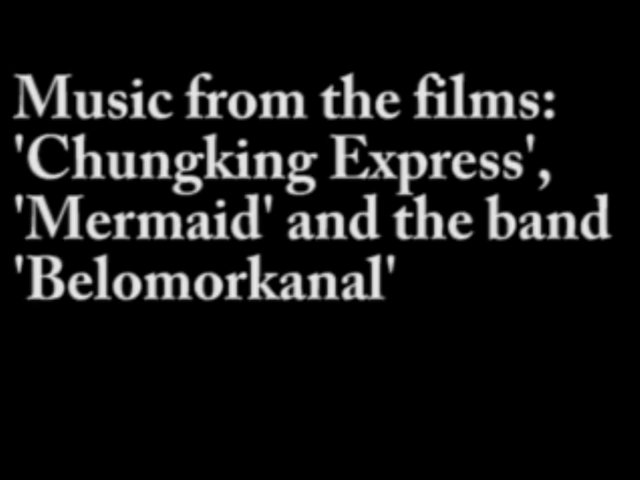 Music from the films:
'Chungking Express',
'Mermaid' and the band
'Belomorkanal'